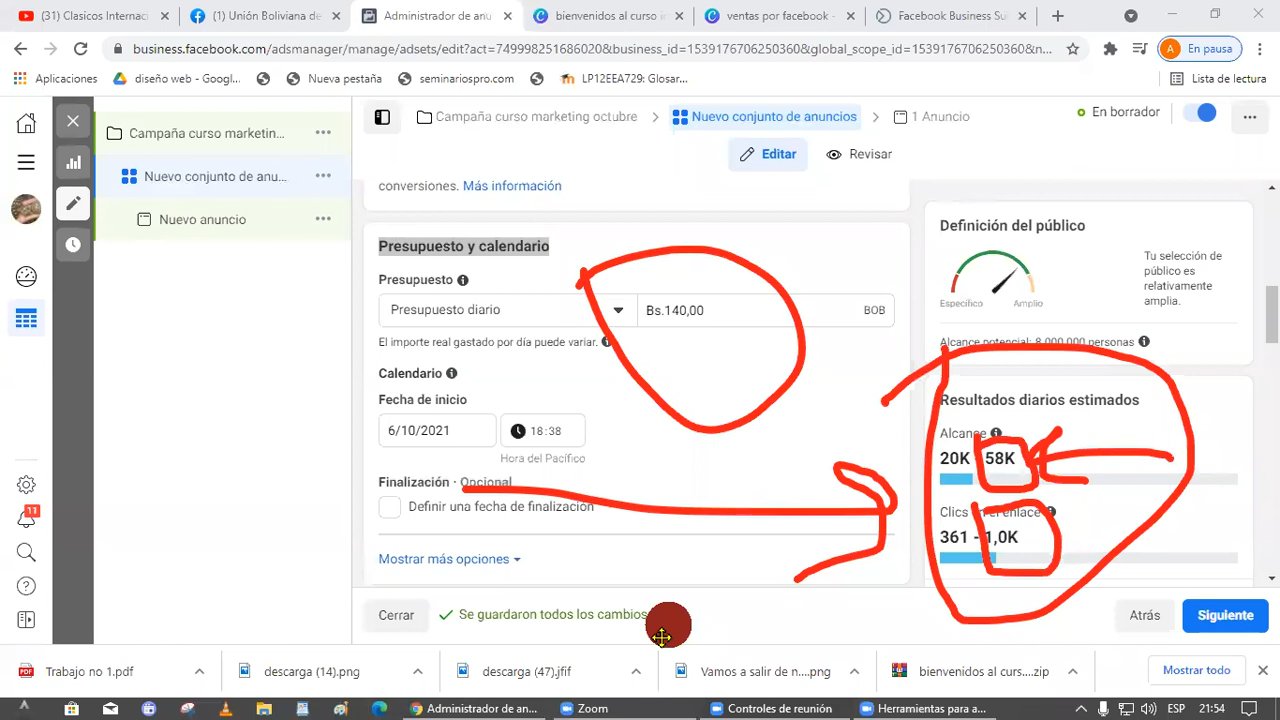 (31) Clasicos Internaci
(1) Unión Boliviana de
Administrador de anu
bienvenidos al curso in
ventas por facebook -
Facebook Business Sui
business.facebook.com/adsmanager/manage/adsets/edit?act=749998251686020&business_id=1539176706250360&global_scope_id=1539176706250360&n...
A En pausa
Aplicaciones
diseño web - Googl...
Nueva pestaña
seminariospro.com
LP12EEA729: Glosar...
Lista de lectura
Campaña curso marketing octubre
Nuevo conjunto de anuncios
1 Anuncio
En borrador
Campaña curso marketin...
Nuevo conjunto de anu...
Nuevo anuncio
Editar
Revisar
conversiones. Más información
Presupuesto y calendario
Presupuesto
Presupuesto diario
Bs.140,00
BOB
El importe real gastado por día puede variar.
Calendario
Fecha de inicio
6/10/2021
18:38
Hora del Pacífico
Finalización · Opcional
Definir una fecha de finalización
Mostrar más opciones
Definición del público
Específico
Amplio
Tu selección de
público es
relativamente
amplia.
Alcance potencial: 8.000.000 personas
Resultados diarios estimados
Alcance
20K - 58K
Clics en el enlace
361 - 1,0K
11
Cerrar
Se guardaron todos los cambios
Atrás
Siguiente
PDF
Trabajo no 1.pdf
descarga (14).png
descarga (47).jfif
Vamos a salir de n....png
bienvenidos al curs....zip
Mostrar todo
Administrador de an...
Zoom
Controles de reunión
Herramientas para a...
ESP
21:54